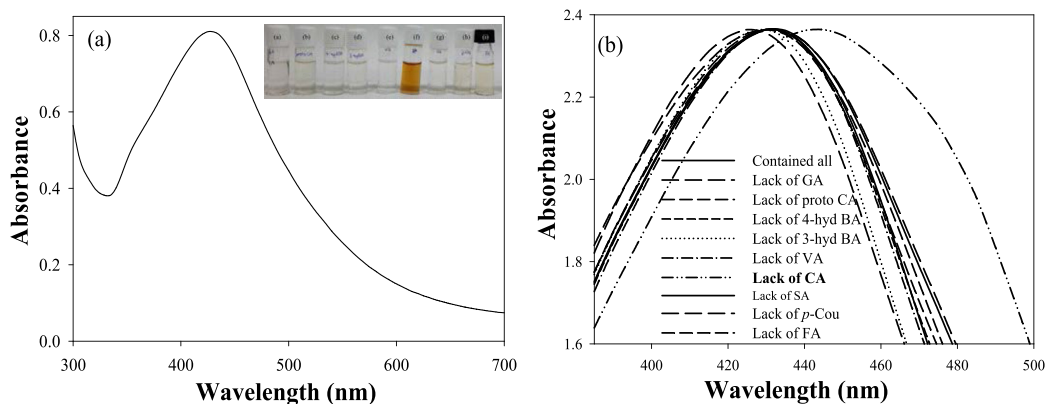 (a)
(a) (b) (c) (d) (e) (f) (g) (h) (i)
Absorbance
0.8
0.6
0.4
0.2
0.0
300 400 500 600 700
Wavelength (nm)
(b)
Absorbance
2.4
2.2
2.0
1.8
1.6
Contained all
Lack of GA
Lack of proto CA
Lack of 4-hyd BA
Lack of 3-hyd BA
Lack of VA
Lack of CA
Lack of SA
Lack of p-Cou
Lack of FA
400 420 440 460 480 500
Wavelength (nm)